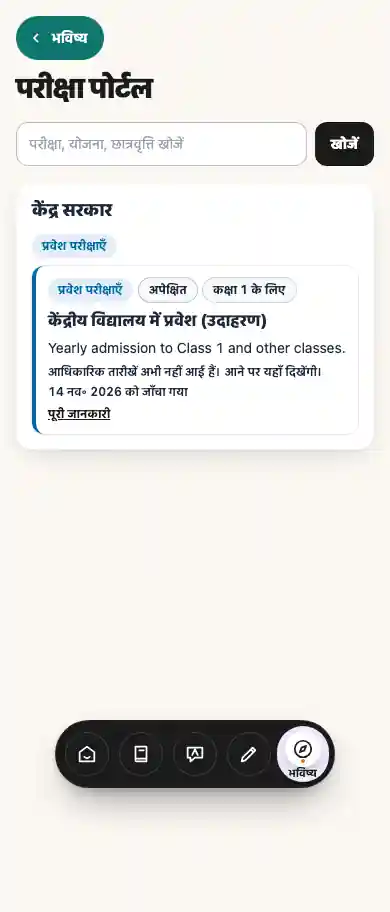 भविष्य
परीक्षा पोर्टल
परीक्षा, योजना, छात्रवृत्ति खोजें
खोजें
केंद्र सरकार
प्रवेश परीक्षाएँ
प्रवेश परीक्षाएँ अपेक्षित कक्षा 1 के लिए
केंद्रीय विद्यालय में प्रवेश (उदाहरण)
Yearly admission to Class 1 and other classes.
आधिकारिक तारीखें अभी नहीं आई हैं। आने पर यहाँ दिखेंगी।
14 नव॰ 2026 को जाँचा गया
पूरी जानकारी
भविष्य